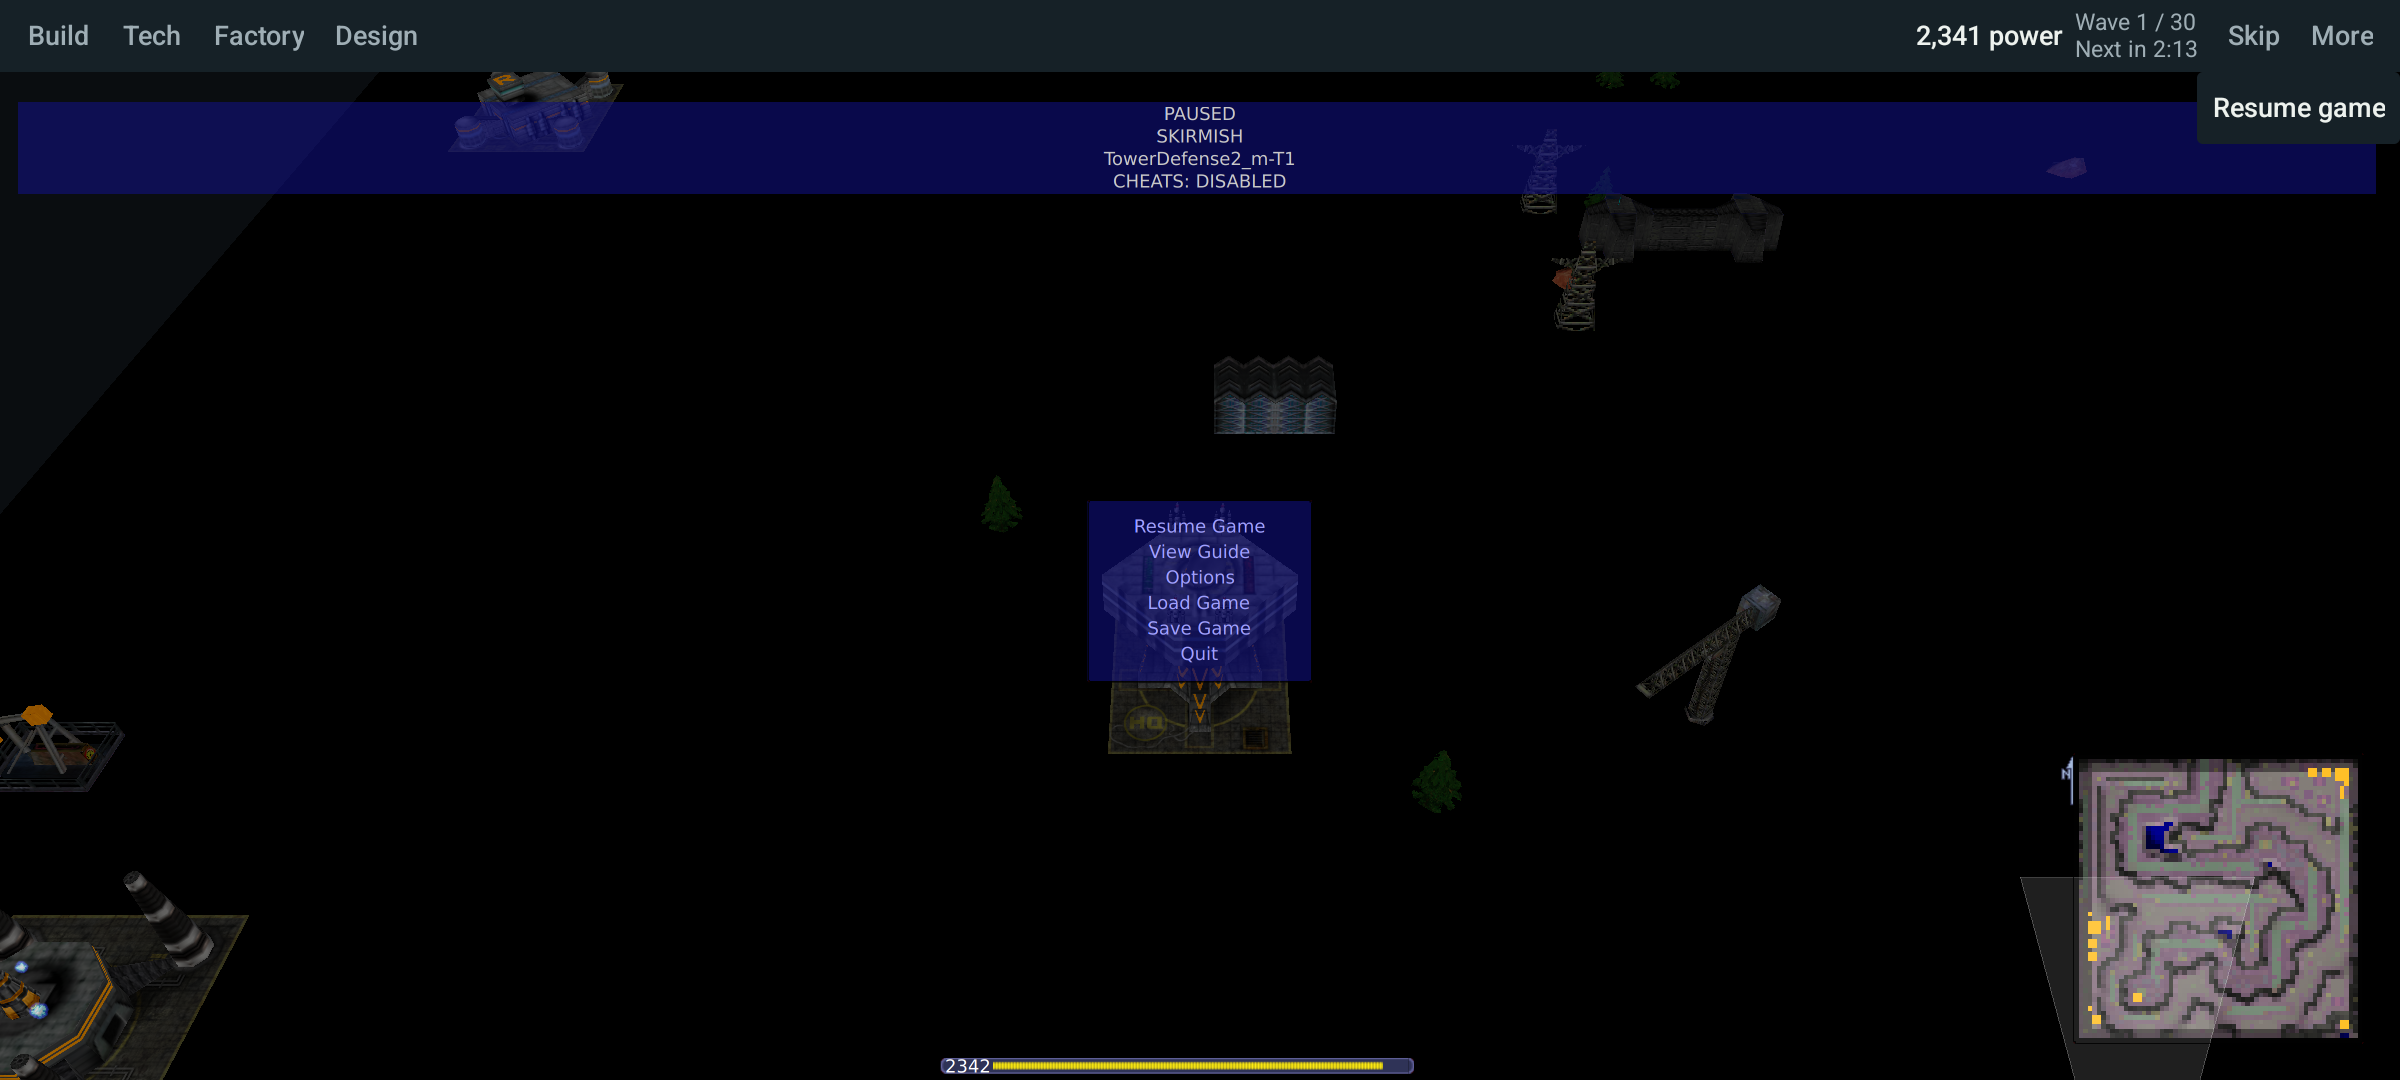 Build Tech Factory Design
2,341 power
Wave 1 / 30
Next in 2:13
Skip
More
Resume game
PAUSED
SKIRMISH
TowerDefense2_m-T1
CHEATS: DISABLED
Resume Game
View Guide
Options
Load Game
Save Game
Quit
HQ
N
2342